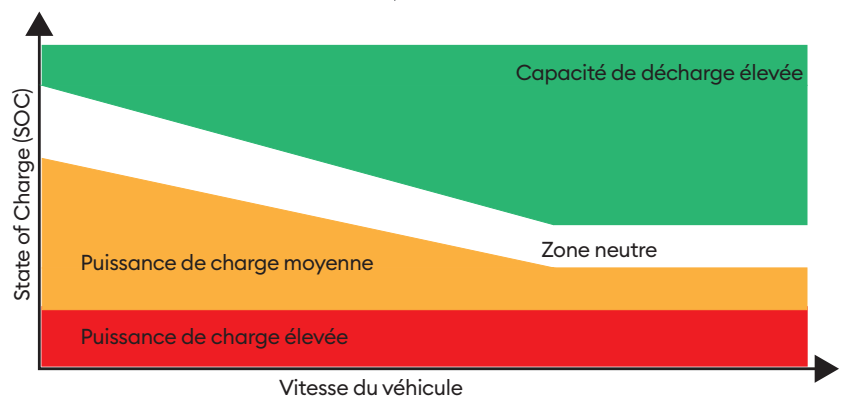 Capacité de décharge élevée
State of Charge (SOC)
Zone neutre
Puissance de charge moyenne
Puissance de charge élevée
Vitesse du véhicule